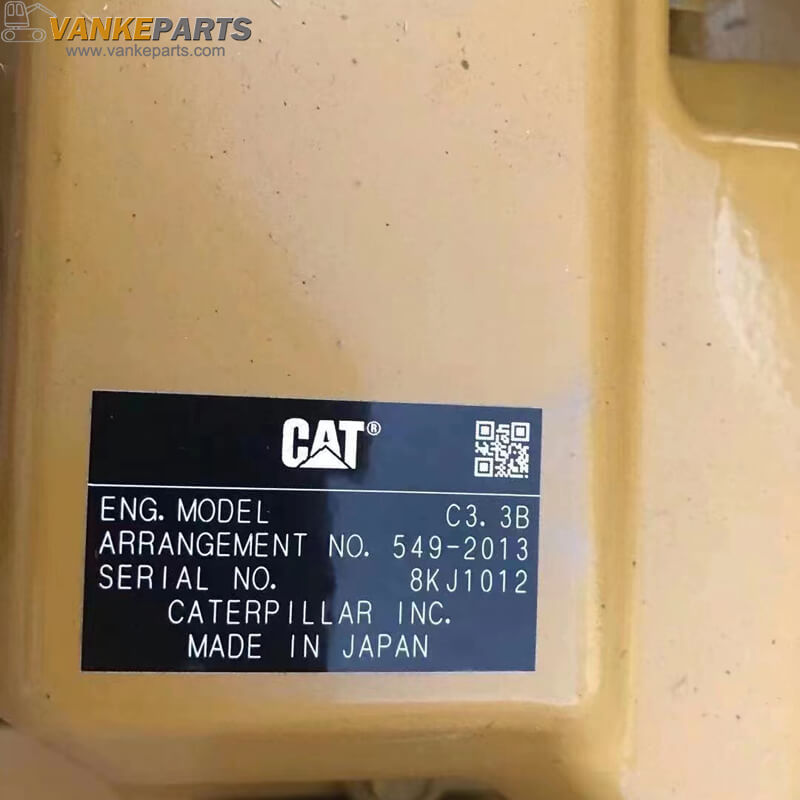 VANKEPARTS
www.vankeparts.com
CAT®
ENG. MODEL C3.3B
ARRANGEMENT NO. 549-2013
SERIAL NO. 8KJ1012
CATERPILLAR INC.
MADE IN JAPAN